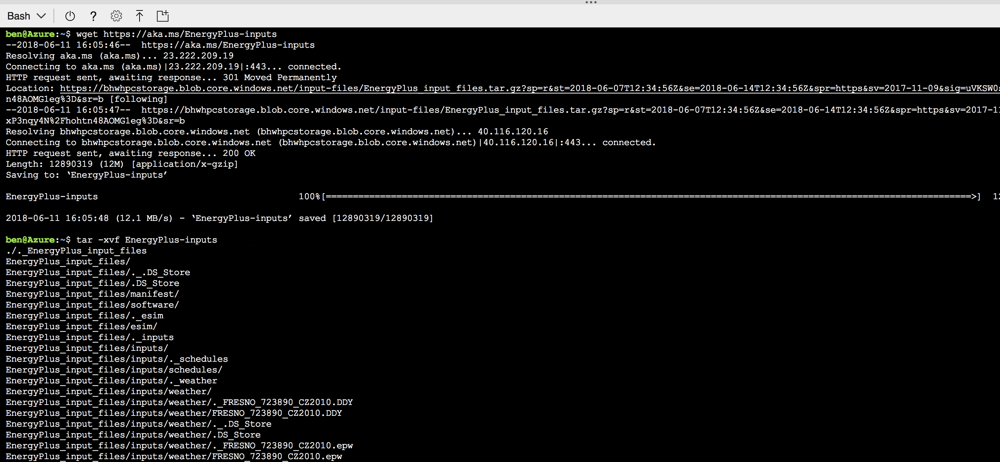 Bash
ben@Azure:~$ wget https://aka.ms/EnergyPlus-inputs
--2018-06-11 16:05:46--  https://aka.ms/EnergyPlus-inputs
Resolving aka.ms (aka.ms)... 23.222.209.19
Connecting to aka.ms (aka.ms)|23.222.209.19|:443... connected.
HTTP request sent, awaiting response... 301 Moved Permanently
Location: https://bhwhpcstorage.blob.core.windows.net/input-files/EnergyPlus_input_files.tar.gz?sp=r&st=2018-06-07T12:34:56Z&se=2018-06-14T12:34:56Z&spr=https&sv=2017-11-09&sig=uVKSW0
n48AOMG1eg%3D&sr=b [following]
--2018-06-11 16:05:47--  https://bhwhpcstorage.blob.core.windows.net/input-files/EnergyPlus_input_files.tar.gz?sp=r&st=2018-06-07T12:34:56Z&se=2018-06-14T12:34:56Z&spr=https&sv=2017-1
xP3nqy4N%2Fhohtn48AOMG1eg%3D&sr=b
Resolving bhwhpcstorage.blob.core.windows.net (bhwhpcstorage.blob.core.windows.net)... 40.116.120.16
Connecting to bhwhpcstorage.blob.core.windows.net (bhwhpcstorage.blob.core.windows.net)|40.116.120.16|:443... connected.
HTTP request sent, awaiting response... 200 OK
Length: 12890319 (12M) [application/x-gzip]
Saving to: ‘EnergyPlus-inputs’
EnergyPlus-inputs 100%[=======================================================================================================================>] 12
2018-06-11 16:05:48 (12.1 MB/s) - ‘EnergyPlus-inputs’ saved [12890319/12890319]
ben@Azure:~$ tar -xvf EnergyPlus-inputs
./._EnergyPlus_input_files
EnergyPlus_input_files/
EnergyPlus_input_files/._.DS_Store
EnergyPlus_input_files/.DS_Store
EnergyPlus_input_files/manifest/
EnergyPlus_input_files/software/
EnergyPlus_input_files/._esim
EnergyPlus_input_files/esim/
EnergyPlus_input_files/._inputs
EnergyPlus_input_files/inputs/
EnergyPlus_input_files/inputs/._schedules
EnergyPlus_input_files/inputs/schedules/
EnergyPlus_input_files/inputs/._weather
EnergyPlus_input_files/inputs/weather/
EnergyPlus_input_files/inputs/weather/._FRESNO_723890_CZ2010.DDY
EnergyPlus_input_files/inputs/weather/FRESNO_723890_CZ2010.DDY
EnergyPlus_input_files/inputs/weather/._.DS_Store
EnergyPlus_input_files/inputs/weather/.DS_Store
EnergyPlus_input_files/inputs/weather/._FRESNO_723890_CZ2010.epw
EnergyPlus_input_files/inputs/weather/FRESNO_723890_CZ2010.epw